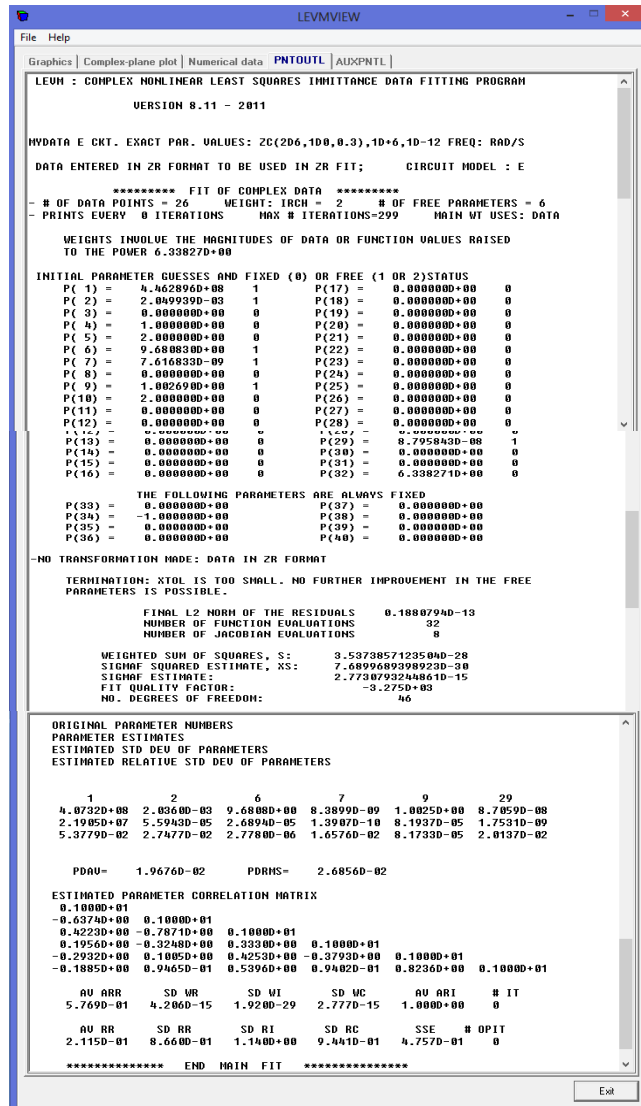 LEVMVIEW
File Help
Graphics Complex-plane plot Numerical data PNTOUTL AUXPNTL
LEVM : COMPLEX NONLINEAR LEAST SQUARES IMMITTANCE DATA FITTING PROGRAM
VERSION 8.11 - 2011
MYDATA E CKT. EXACT PAR. VALUES: ZC(2D6,1D0,0.3),1D+6,1D-12 FREQ: RAD/S
DATA ENTERED IN ZR FORMAT TO BE USED IN ZR FIT; CIRCUIT MODEL : E
********* FIT OF COMPLEX DATA *********
- # OF DATA POINTS = 26 WEIGHT: IRCH = 2 # OF FREE PARAMETERS = 6
- PRINTS EVERY 0 ITERATIONS MAX # ITERATIONS=299 MAIN WT USES: DATA
WEIGHTS INVOLVE THE MAGNITUDES OF DATA OR FUNCTION VALUES RAISED
TO THE POWER 6.33827D+00
INITIAL PARAMETER GUESSES AND FIXED (0) OR FREE (1 OR 2)STATUS
P( 1) = 4.462896D+08 1 P(17) = 0.000000D+00 0
P( 2) = 2.049939D-03 1 P(18) = 0.000000D+00 0
P( 3) = 0.000000D+00 0 P(19) = 0.000000D+00 0
P( 4) = 1.000000D+00 0 P(20) = 0.000000D+00 0
P( 5) = 2.000000D+00 0 P(21) = 0.000000D+00 0
P( 6) = 9.680830D+00 1 P(22) = 0.000000D+00 0
P( 7) = 7.616833D-09 1 P(23) = 0.000000D+00 0
P( 8) = 0.000000D+00 0 P(24) = 0.000000D+00 0
P( 9) = 1.002690D+00 1 P(25) = 0.000000D+00 0
P(10) = 2.000000D+00 0 P(26) = 0.000000D+00 0
P(11) = 0.000000D+00 0 P(27) = 0.000000D+00 0
P(12) = 0.000000D+00 0 P(28) = 0.000000D+00 0
P(13) = 0.000000D+00 0 P(29) = 8.795843D-08 1
P(14) = 0.000000D+00 0 P(30) = 0.000000D+00 0
P(15) = 0.000000D+00 0 P(31) = 0.000000D+00 0
P(16) = 0.000000D+00 0 P(32) = 6.338271D+00 0
THE FOLLOWING PARAMETERS ARE ALWAYS FIXED
P(33) = 0.000000D+00 P(37) = 0.000000D+00
P(34) = -1.000000D+00 P(38) = 0.000000D+00
P(35) = 0.000000D+00 P(39) = 0.000000D+00
P(36) = 0.000000D+00 P(40) = 0.000000D+00
-NO TRANSFORMATION MADE: DATA IN ZR FORMAT
TERMINATION: XTOL IS TOO SMALL. NO FURTHER IMPROVEMENT IN THE FREE
PARAMETERS IS POSSIBLE.
FINAL L2 NORM OF THE RESIDUALS 0.1880794D-13
NUMBER OF FUNCTION EVALUATIONS 32
NUMBER OF JACOBIAN EVALUATIONS 8
WEIGHTED SUM OF SQUARES, S: 3.5373857123504D-28
SIGMAF SQUARED ESTIMATE, XS: 7.6899689398923D-30
SIGMAF ESTIMATE: 2.7730793244861D-15
FIT QUALITY FACTOR: -3.275D+03
NO. DEGREES OF FREEDOM: 46
ORIGINAL PARAMETER NUMBERS
PARAMETER ESTIMATES
ESTIMATED STD DEV OF PARAMETERS
ESTIMATED RELATIVE STD DEV OF PARAMETERS
1 2 6 7 9 29
4.0732D+08 2.0360D-03 9.6808D+00 8.3899D-09 1.0025D+00 8.7059D-08
2.1905D+07 5.5943D-05 2.6894D-05 1.3907D-10 8.1937D-05 1.7531D-09
5.3779D-02 2.7477D-02 2.7780D-06 1.6576D-02 8.1733D-05 2.0137D-02
PDAV= 1.9676D-02 PDRMS= 2.6856D-02
ESTIMATED PARAMETER CORRELATION MATRIX
0.1000D+01
-0.6374D+00 0.1000D+01
0.4223D+00 -0.7871D+00 0.1000D+01
0.1956D+00 -0.3248D+00 0.3330D+00 0.1000D+01
-0.2932D+00 0.1005D+00 0.4253D+00 -0.3793D+00 0.1000D+01
-0.1885D+00 0.9465D-01 0.5396D+00 0.9402D-01 0.8236D+00 0.1000D+01
AV ARR SD WR SD WI SD WC AV ARI # IT
5.769D-01 4.206D-15 1.920D-29 2.777D-15 1.000D+00 0
AV RR SD RR SD RI SD RC SSE # OPIT
2.115D-01 8.660D-01 1.140D+00 9.441D-01 4.757D-01 0
************** END MAIN FIT ***************
Exit